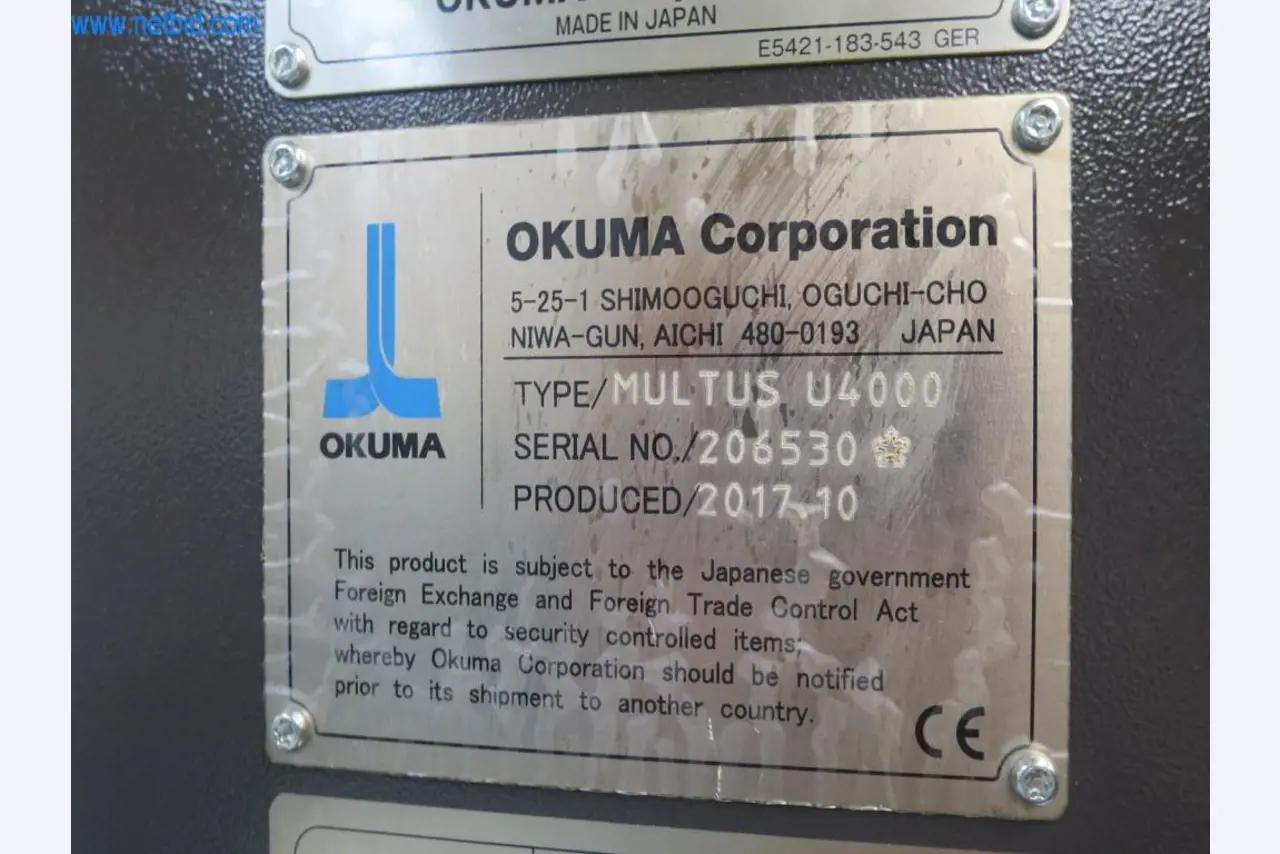 www.netbid.com
OKUMA
MADE IN JAPAN
E5421-183-543 GER
OKUMA Corporation
5-25-1 SHIMOOGUCHI, OGUCHI-CHO
NIWA-GUN, AICHI 480-0193 JAPAN
OKUMA
TYPE/MULTUS U4000
SERIAL NO./206530
PRODUCED/2017.10
This product is subject to the Japanese government
Foreign Exchange and Foreign Trade Control Act
with regard to security controlled items;
whereby Okuma Corporation should be notified
prior to its shipment to another country.
CE